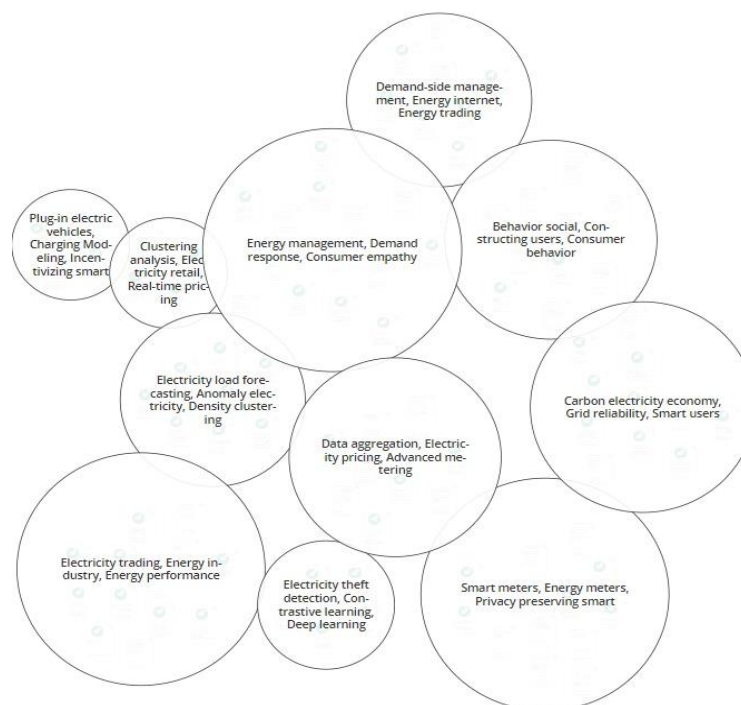 Demand-side manage-
ment, Energy internet,
Energy trading
Behavior social, Con-
structing users, Consumer
behavior
Energy management, Demand
response, Consumer empathy
Plug-in electric
vehicles,
Charging Mod-
eling, Incen-
tivizing smart
Clustering
analysis, Elec-
tricity retail,
Real-time pric-
ing
Electricity load fore-
casting, Anomaly elec-
tricity, Density cluster-
ing
Carbon electricity economy,
Grid reliability, Smart users
Data aggregation, Electric-
ity pricing, Advanced me-
tering
Electricity trading, Energy in-
dustry, Energy performance
Electricity theft
detection, Con-
trastive learning,
Deep learning
Smart meters, Energy meters,
Privacy preserving smart